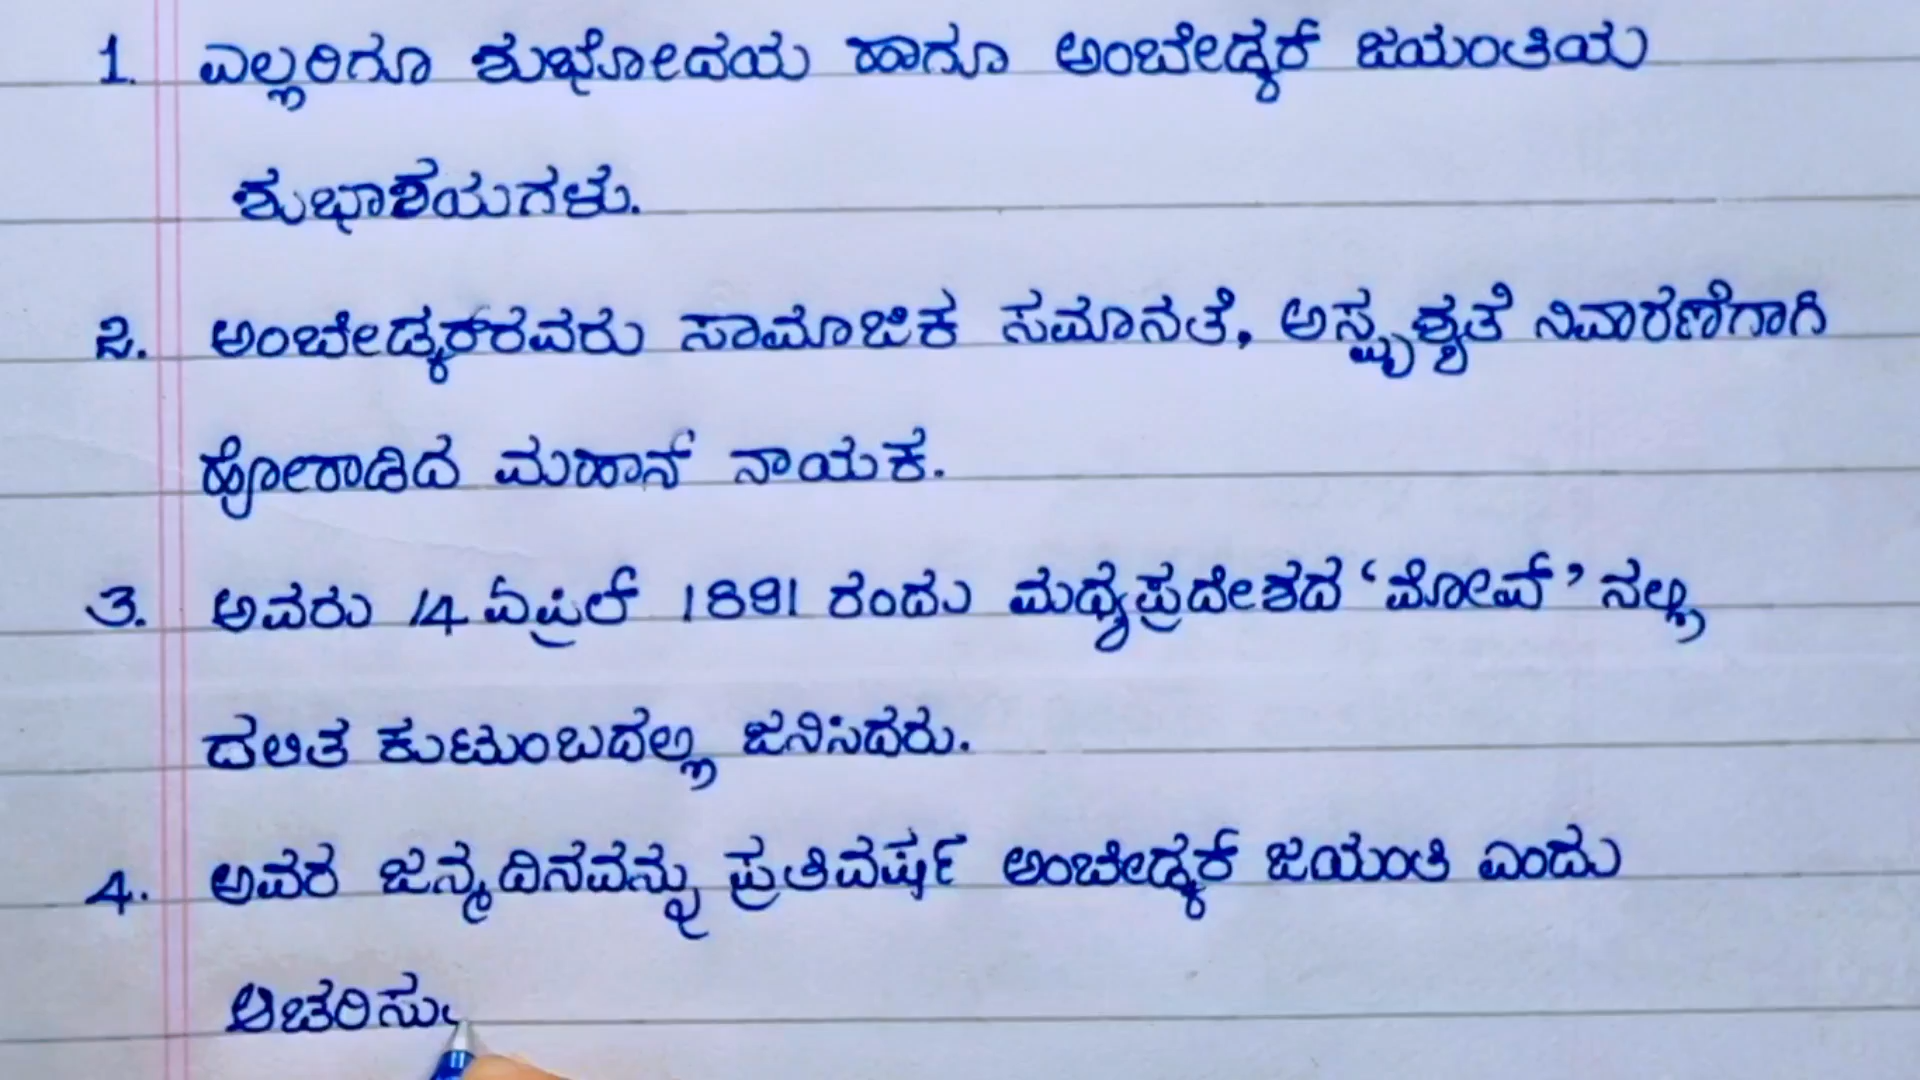 1. ಎಲ್ಲರಿಗೂ ಶುಭೋದಯ ಹಾಗೂ ಅಂಬೇಡ್ಕರ್ ಜಯಂತಿಯ
ಶುಭಾಶಯಗಳು.
2. ಅಂಬೇಡ್ಕರ್‌ರವರು ಸಾಮಾಜಿಕ ಸಮಾನತೆ, ಅಸ್ಪೃಶ್ಯತೆ ನಿವಾರಣೆಗಾಗಿ
ಹೋರಾಡಿದ ಮಹಾನ್ ನಾಯಕ.
3. ಅವರು 14 ಏಪ್ರಿಲ್ 1891 ರಂದು ಮಧ್ಯಪ್ರದೇಶದ ‘ಮೋವ್’ ನಲ್ಲಿ
ದಲಿತ ಕುಟುಂಬದಲ್ಲಿ ಜನಿಸಿದರು.
4. ಅವರ ಜನ್ಮದಿನವನ್ನು ಪ್ರತಿವರ್ಷ ಅಂಬೇಡ್ಕರ್ ಜಯಂತಿ ಎಂದು
ಆಚರಿಸು